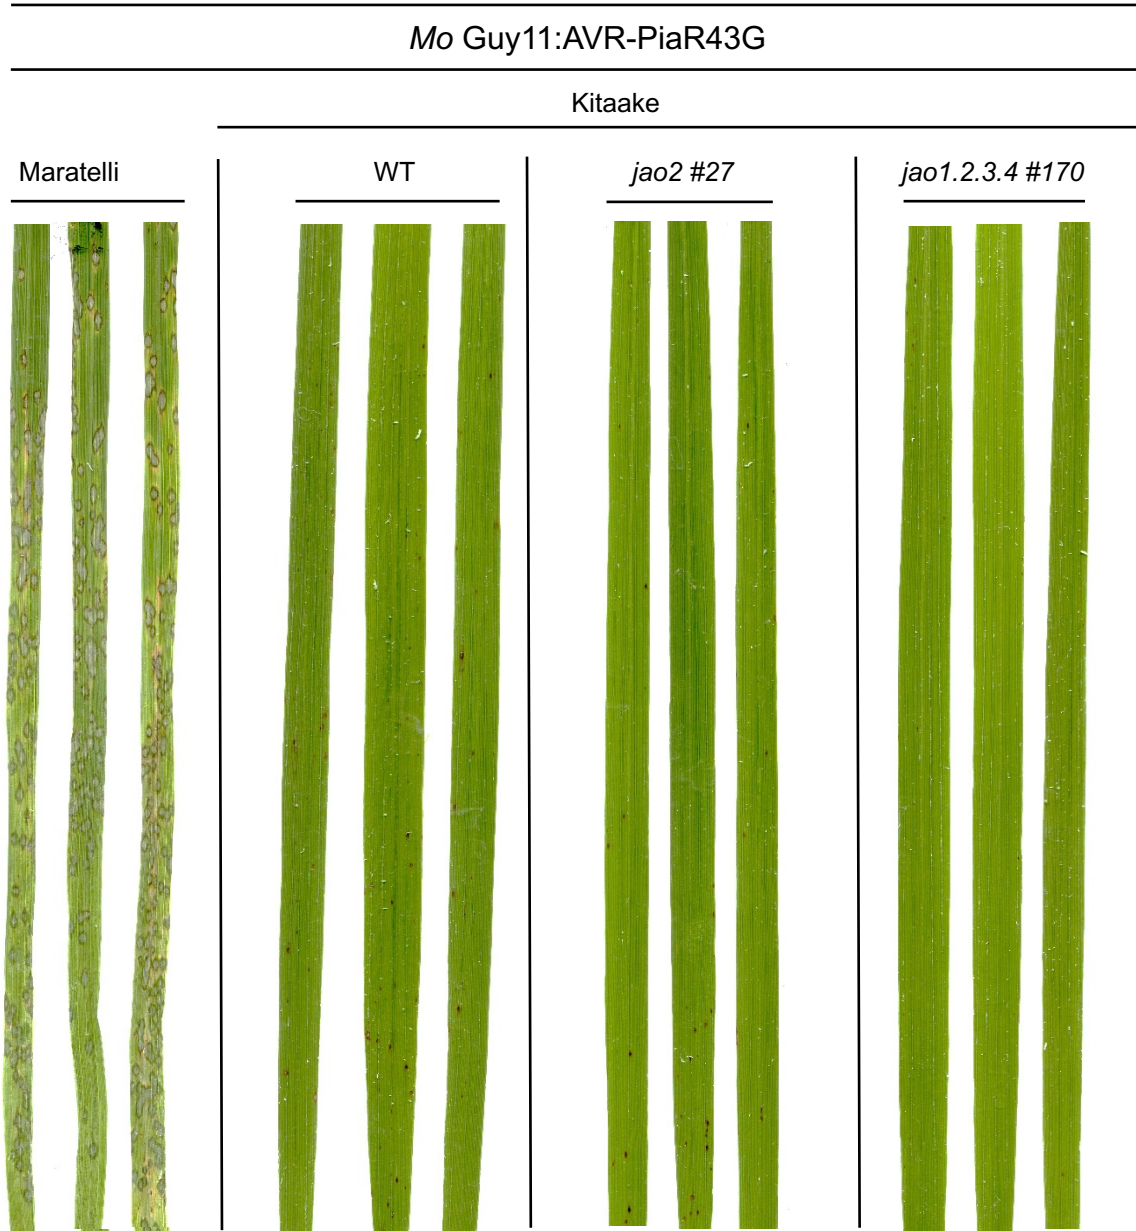 Mo Guy11:AVR-PiaR43G
Kitaake
Maratelli
WT
jao2 #27
jao1.2.3.4 #170